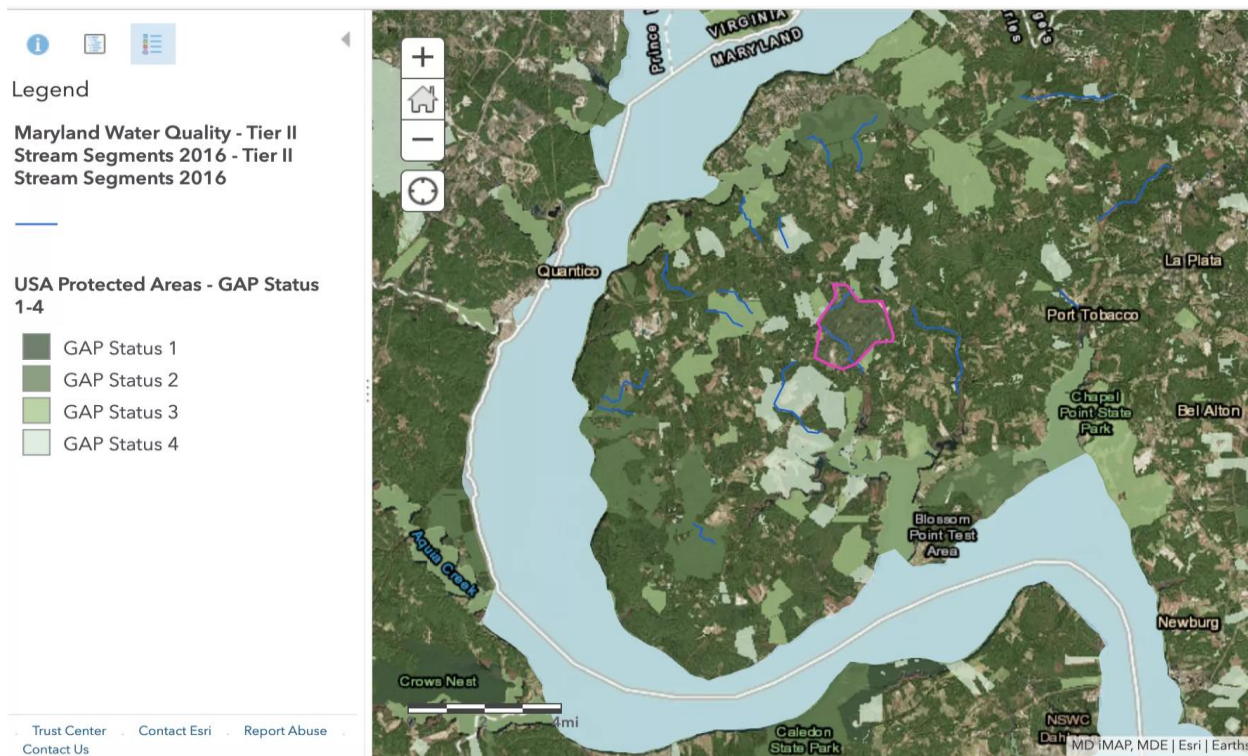 Legend
Maryland Water Quality - Tier II
Stream Segments 2016 - Tier II
Stream Segments 2016
USA Protected Areas - GAP Status
1-4
GAP Status 1
GAP Status 2
GAP Status 3
GAP Status 4
Trust Center
Contact Esri
Report Abuse
Contact Us
VIRGINIA
MARYLAND
Quantico
La Plata
Port Tobacco
Chapel
Point State
Park
Bel Alton
Blossom
Point Test
Area
Aquia Creek
Newburg
Crows Nest
2
4mi
Caledon
State Park
NSWC
MD iMAP, MDE | Esri | Earth